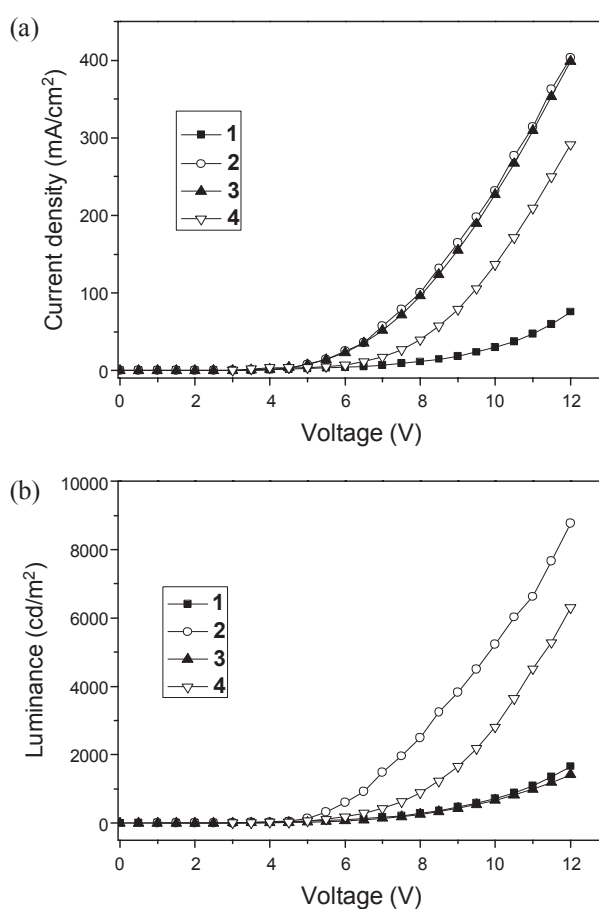 (a)
400
300
200
100
0
Current density (mA/cm²)
1
2
3
4
0 2 4 6 8 10 12
Voltage (V)
(b)
10000
8000
6000
4000
2000
0
Luminance (cd/m²)
1
2
3
4
0 2 4 6 8 10 12
Voltage (V)